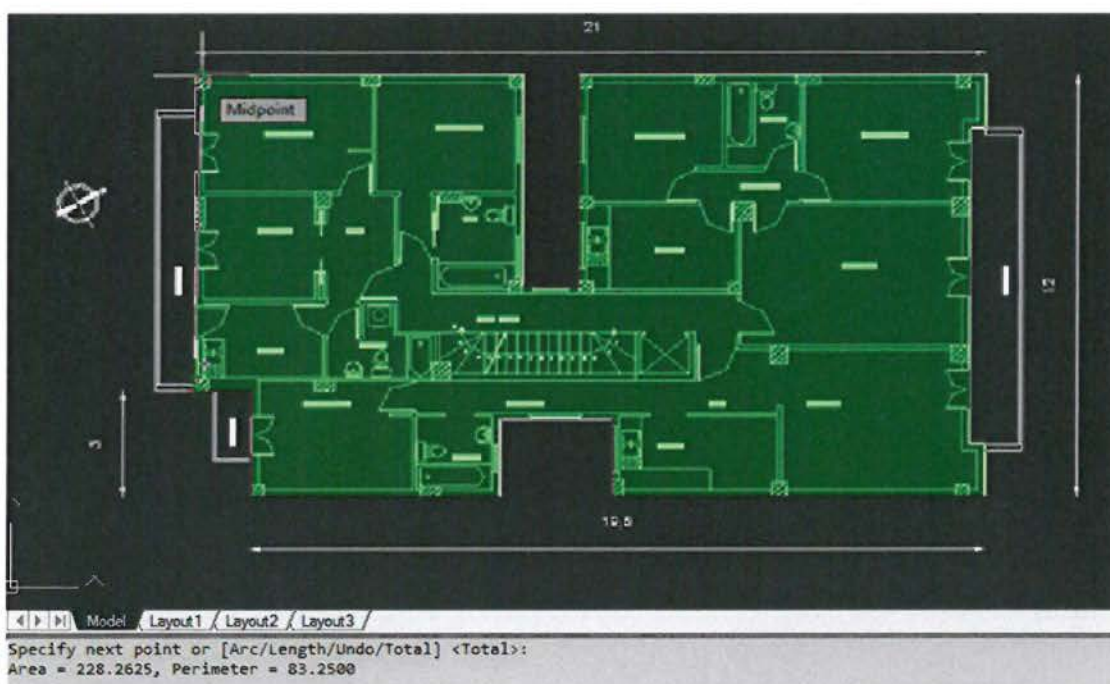 21
Midpoint
12
3
19,5
Model Layout1 Layout2 Layout3
Specify next point or [Arc/Length/Undo/Total] <Total>:
Area = 228.2625, Perimeter = 83.2500